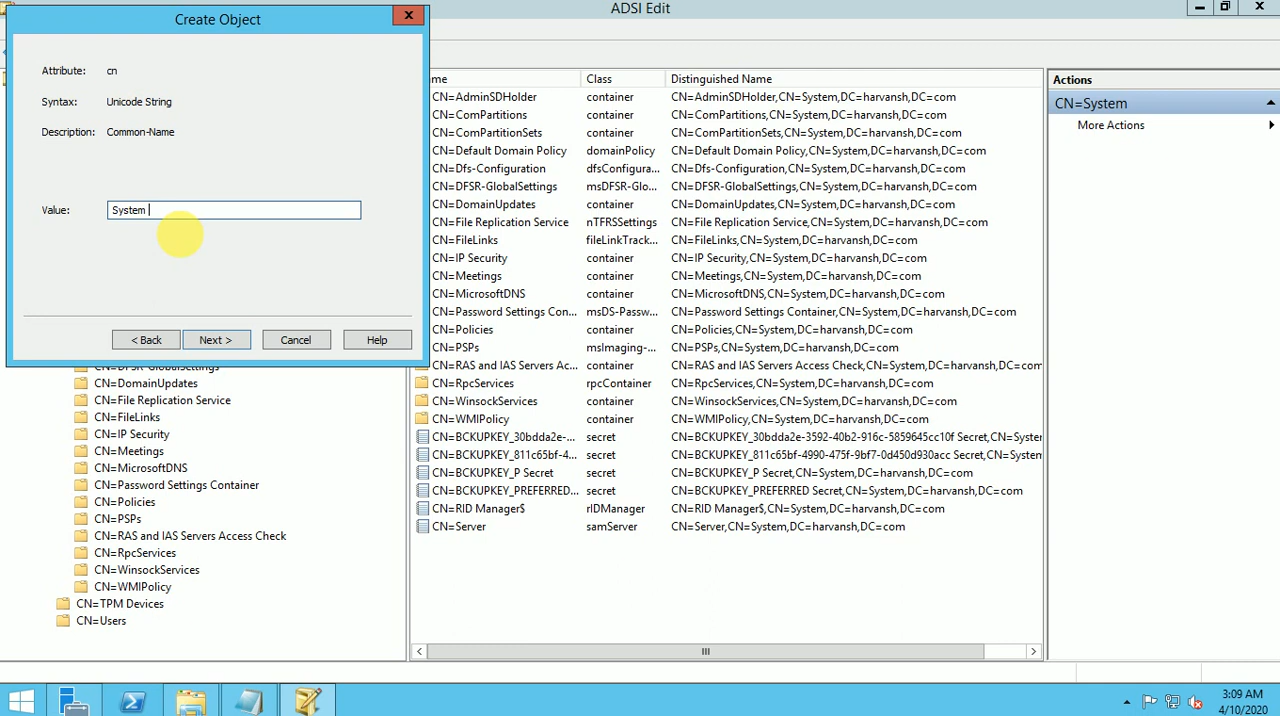 ADSI Edit
Create Object
Attribute: cn
Syntax: Unicode String
Description: Common-Name
Value: System
< Back Next > Cancel Help
me Class Distinguished Name
CN=AdminSDHolder container CN=AdminSDHolder,CN=System,DC=harvansh,DC=com
CN=ComPartitions container CN=ComPartitions,CN=System,DC=harvansh,DC=com
CN=ComPartitionSets container CN=ComPartitionSets,CN=System,DC=harvansh,DC=com
CN=Default Domain Policy domainPolicy CN=Default Domain Policy,CN=System,DC=harvansh,DC=com
CN=Dfs-Configuration dfsConfigura... CN=Dfs-Configuration,CN=System,DC=harvansh,DC=com
CN=DFSR-GlobalSettings msDFSR-Glo... CN=DFSR-GlobalSettings,CN=System,DC=harvansh,DC=com
CN=DomainUpdates container CN=DomainUpdates,CN=System,DC=harvansh,DC=com
CN=File Replication Service nTFRSSettings CN=File Replication Service,CN=System,DC=harvansh,DC=com
CN=FileLinks fileLinkTrack... CN=FileLinks,CN=System,DC=harvansh,DC=com
CN=IP Security container CN=IP Security,CN=System,DC=harvansh,DC=com
CN=Meetings container CN=Meetings,CN=System,DC=harvansh,DC=com
CN=MicrosoftDNS container CN=MicrosoftDNS,CN=System,DC=harvansh,DC=com
CN=Password Settings Con... msDS-Passw... CN=Password Settings Container,CN=System,DC=harvansh,DC=com
CN=Policies container CN=Policies,CN=System,DC=harvansh,DC=com
CN=PSPs msImaging-... CN=PSPs,CN=System,DC=harvansh,DC=com
CN=RAS and IAS Servers Ac... container CN=RAS and IAS Servers Access Check,CN=System,DC=harvansh,DC=com
CN=RpcServices rpcContainer CN=RpcServices,CN=System,DC=harvansh,DC=com
CN=WinsockServices container CN=WinsockServices,CN=System,DC=harvansh,DC=com
CN=WMIPolicy container CN=WMIPolicy,CN=System,DC=harvansh,DC=com
CN=BCKUPKEY_30bdda2e-... secret CN=BCKUPKEY_30bdda2e-3592-40b2-916c-5859645cc10f Secret,CN=System
CN=BCKUPKEY_811c65bf-4... secret CN=BCKUPKEY_811c65bf-4990-475f-9bf7-0d450d930acc Secret,CN=System
CN=BCKUPKEY_P Secret secret CN=BCKUPKEY_P Secret,CN=System,DC=harvansh,DC=com
CN=BCKUPKEY_PREFERRED... secret CN=BCKUPKEY_PREFERRED Secret,CN=System,DC=harvansh,DC=com
CN=RID Manager$ rIDManager CN=RID Manager$,CN=System,DC=harvansh,DC=com
CN=Server samServer CN=Server,CN=System,DC=harvansh,DC=com
Actions
CN=System
More Actions
CN=DFSR-GlobalSettings
CN=DomainUpdates
CN=File Replication Service
CN=FileLinks
CN=IP Security
CN=Meetings
CN=MicrosoftDNS
CN=Password Settings Container
CN=Policies
CN=PSPs
CN=RAS and IAS Servers Access Check
CN=RpcServices
CN=WinsockServices
CN=WMIPolicy
CN=TPM Devices
CN=Users
3:09 AM
4/10/2020